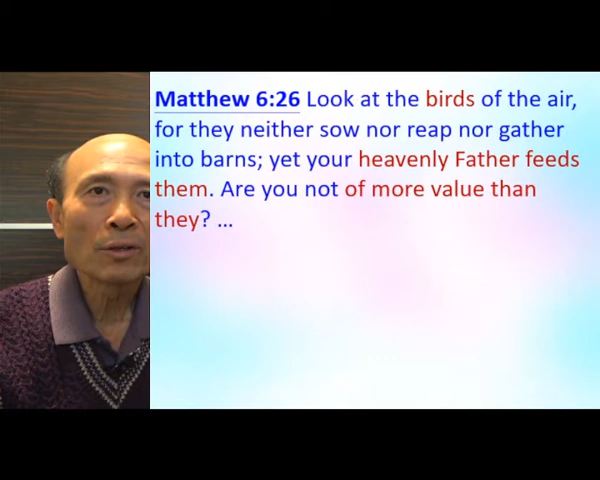 Matthew 6:26 Look at the birds of the air,
for they neither sow nor reap nor gather
into barns; yet your heavenly Father feeds
them. Are you not of more value than
they? …